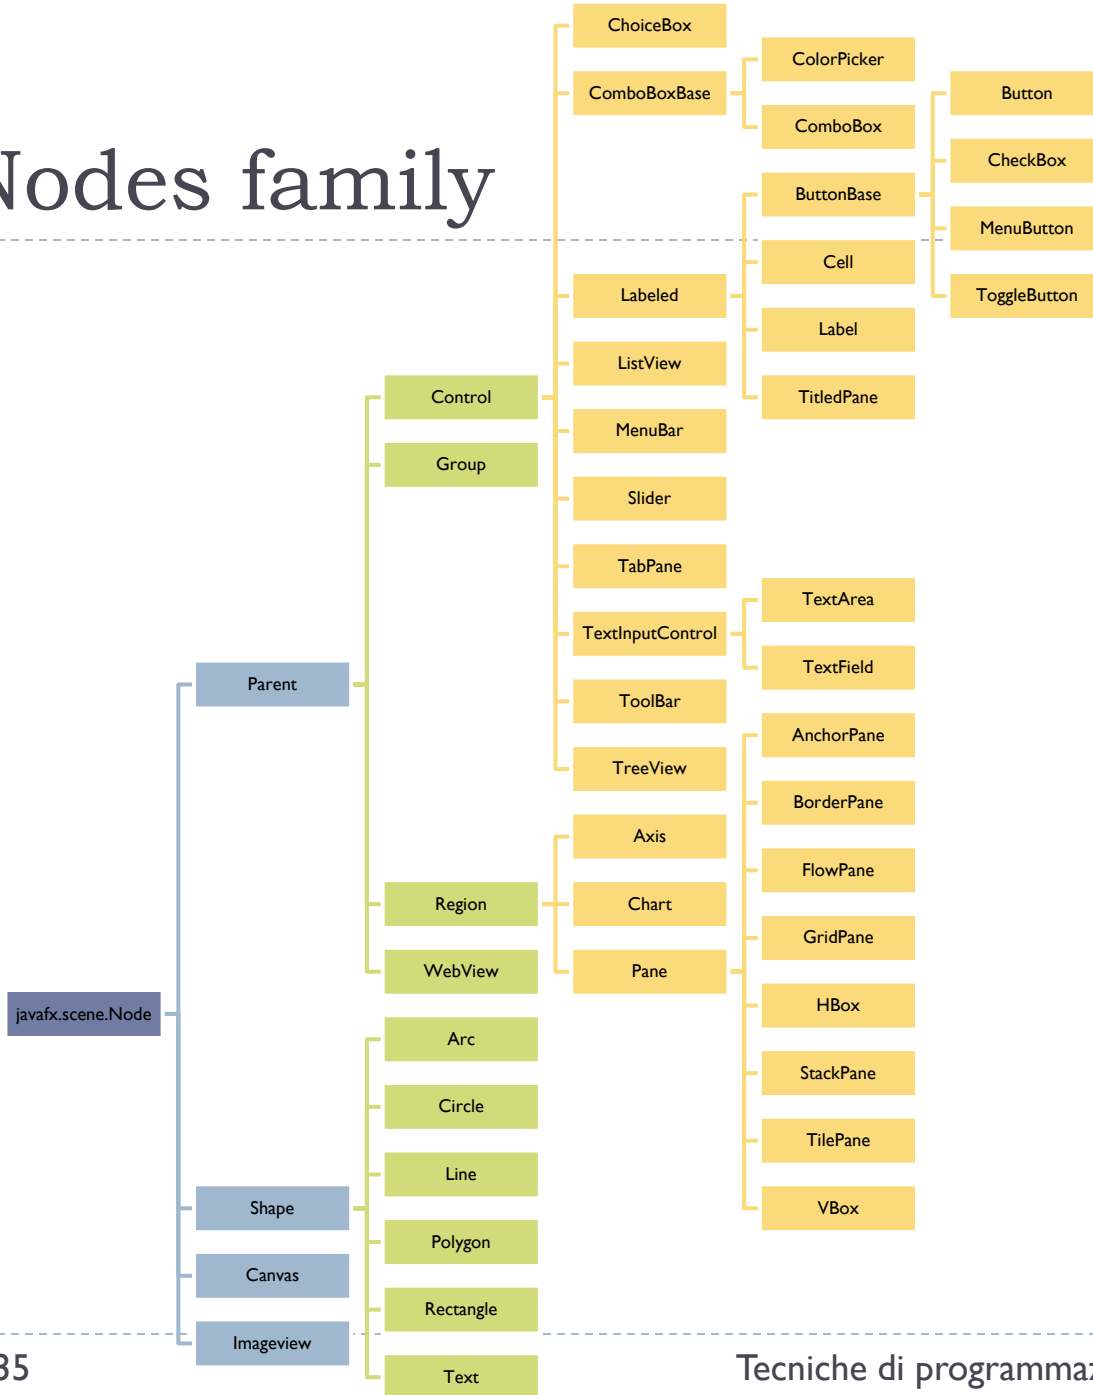 Nodes family
javafx.scene.Node
Parent
Shape
Canvas
Imageview
Control
Group
Region
WebView
Arc
Circle
Line
Polygon
Rectangle
Text
ChoiceBox
ComboBoxBase
Labeled
ListView
MenuBar
Slider
TabPane
TextInputControl
ToolBar
TreeView
Axis
Chart
Pane
ColorPicker
ComboBox
ButtonBase
Cell
Label
TitledPane
TextArea
TextField
AnchorPane
BorderPane
FlowPane
GridPane
HBox
StackPane
TilePane
VBox
Button
CheckBox
MenuButton
ToggleButton
35
Tecniche di